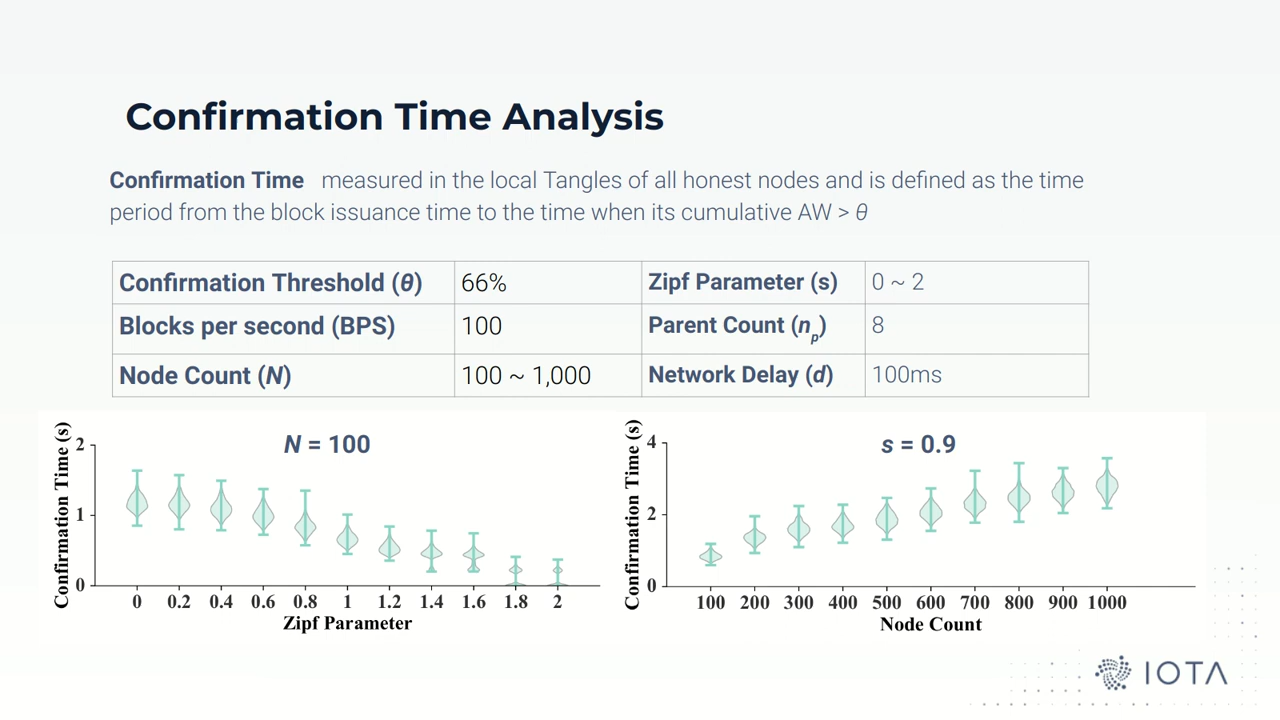 Confirmation Time Analysis
Confirmation Time measured in the local Tangles of all honest nodes and is defined as the time
period from the block issuance time to the time when its cumulative AW > θ
Confirmation Threshold (θ) 66% Zipf Parameter (s) 0 ~ 2
Blocks per second (BPS) 100 Parent Count (np) 8
Node Count (N) 100 ~ 1,000 Network Delay (d) 100ms
N = 100
Confirmation Time (s)
2
1
0
0 0.2 0.4 0.6 0.8 1 1.2 1.4 1.6 1.8 2
Zipf Parameter
s = 0.9
Confirmation Time (s)
4
2
0
100 200 300 400 500 600 700 800 900 1000
Node Count
IOTA